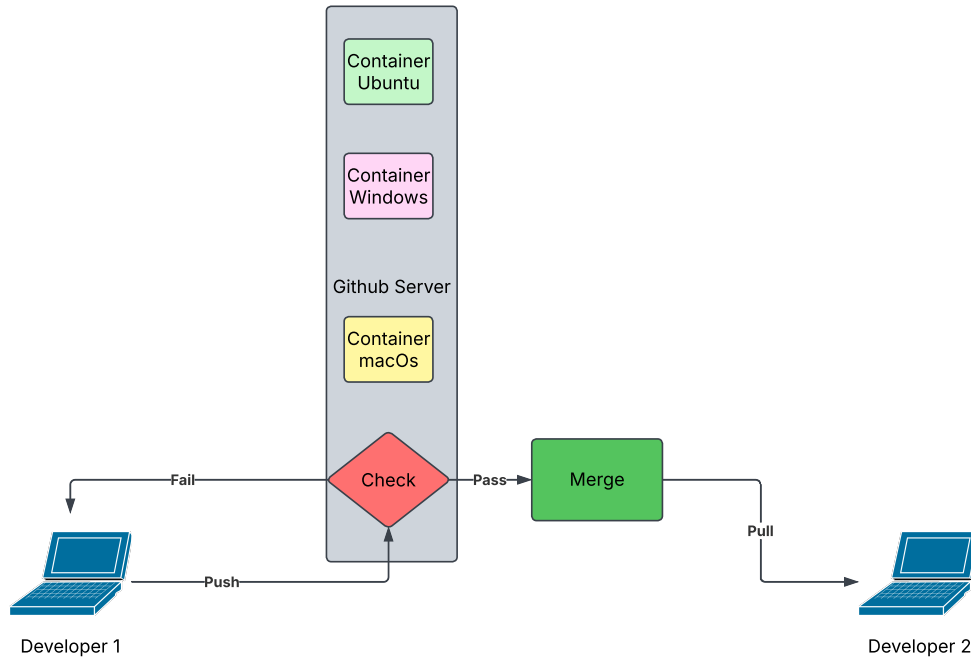 Container
Ubuntu
Container
Windows
Github Server
Container
macOs
Check
Fail
Pass
Merge
Pull
Push
Developer 1
Developer 2